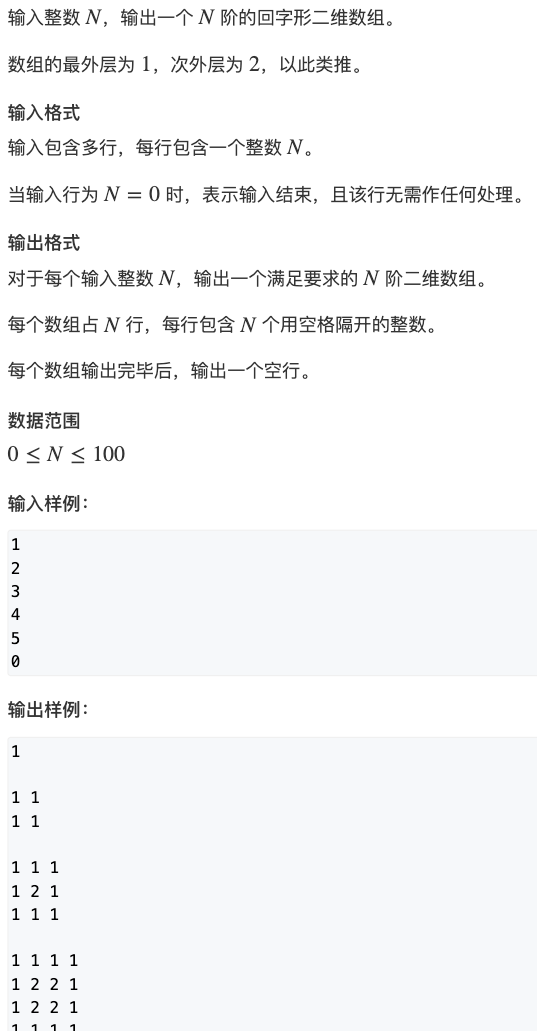 输入整数 N，输出一个 N 阶的回字形二维数组。
数组的最外层为 1，次外层为 2，以此类推。
输入格式
输入包含多行，每行包含一个整数 N。
当输入行为 N = 0 时，表示输入结束，且该行无需作任何处理。
输出格式
对于每个输入整数 N，输出一个满足要求的 N 阶二维数组。
每个数组占 N 行，每行包含 N 个用空格隔开的整数。
每个数组输出完毕后，输出一个空行。
数据范围
0 ≤ N ≤ 100
输入样例：
1
2
3
4
5
0
输出样例：
1
1 1
1 1
1 1 1
1 2 1
1 1 1
1 1 1 1
1 2 2 1
1 2 2 1
1 1 1 1